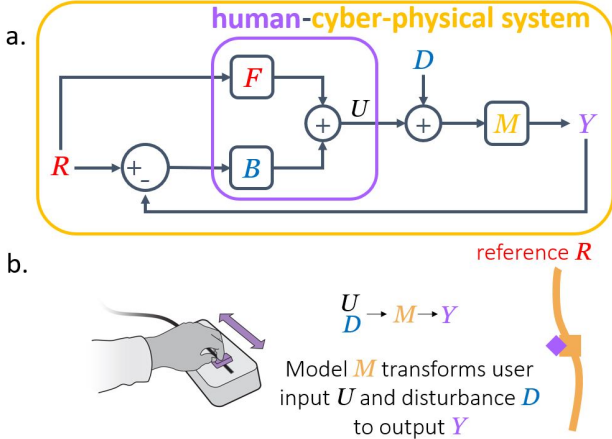 a.
human-cyber-physical system
F
D
U
+
+
M
Y
R
+
-
B
b.
reference R
U
D → M → Y
Model M transforms user
input U and disturbance D
to output Y